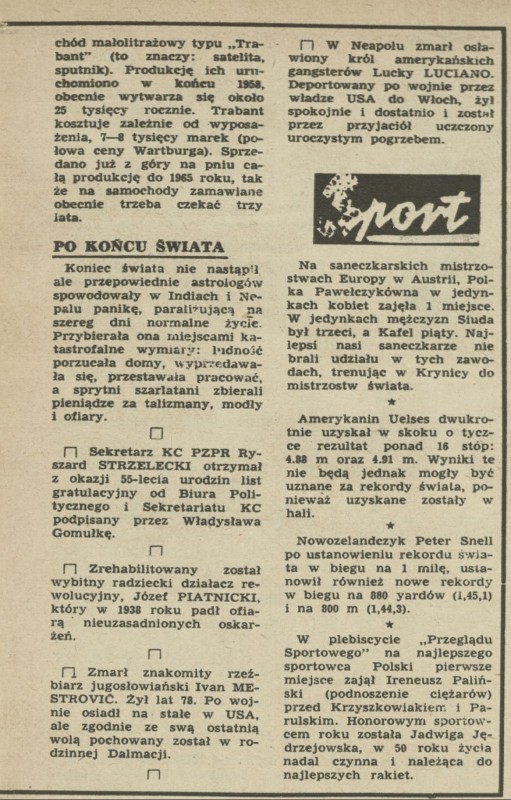 chód małolitrażowy typu „Tra-
bant" (to znaczy: satelita,
sputnik). Produkcję ich uru-
chomiono w końcu 1958,
obecnie wytwarza się około
25 tysięcy rocznie. Trabant
kosztuje zależnie od wyposa-
żenia, 7—8 tysięcy marek (po-
łowa ceny Wartburga). Sprze-
dano już z góry na pniu ca-
łą produkcję do 1965 roku, tak
że na samochody zamawiane
obecnie trzeba czekać trzy
lata.
PO KOŃCU ŚWIATA
Koniec świata nie nastąpił
ale przepowiednie astrologów
spowodowały w Indiach i Ne-
palu panikę, paraliżującą na
szereg dni normalne życie.
Przybierała ona miejscami ka-
tastrofalne wymiary: ludność
porzucała domy, wyprzedawa-
ła się, przestawała pracować,
a sprytni szarlatani zbierali
pieniądze za talizmany, modły
i ofiary.
Sekretarz KC PZPR Ry-
szard STRZELECKI otrzymał
z okazji 55-lecia urodzin list
gratulacyjny od Biura Poli-
tycznego i Sekretariatu KC
podpisany przez Władysława
Gomułkę.
Zrehabilitowany został
wybitny radziecki działacz re-
wolucyjny, Józef PIATNICKI,
który w 1938 roku padł ofia-
rą nieuzasadnionych oskar-
żeń.
Zmarł znakomity rzeź-
biarz jugosłowiański Ivan ME-
STROVIĆ. Żył lat 78. Po woj-
nie osiadł na stałe w USA,
ale zgodnie ze swą ostatnią
wolą pochowany został w ro-
dzinnej Dalmacji.
W Neapolu zmarł osła-
wiony król amerykańskich
gangsterów Lucky LUCIANO.
Deportowany po wojnie przez
władze USA do Włoch, żył
spokojnie i dostatnio i został
przez przyjaciół uczczony
uroczystym pogrzebem.
Sport
Na saneczkarskich mistrzo-
stwach Europy w Austrii, Pol-
ka Pawełczykówna w jedyn-
kach kobiet zajęła 1 miejsce.
W jedynkach mężczyzn Siuda
był trzeci, a Kafel piąty. Naj-
lepsi nasi saneczkarze nie
brali udziału w tych zawo-
dach, trenując w Krynicy do
mistrzostw świata.
★
Amerykanin Uelses dwukro-
tnie uzyskał w skoku o tycz-
ce rezultat ponad 16 stóp:
4.88 m oraz 4.91 m. Wyniki te
nie będą jednak mogły być
uznane za rekordy świata, po-
nieważ uzyskane zostały w
hali.
★
Nowozelandczyk Peter Snell
po ustanowieniu rekordu świa-
ta w biegu na 1 milę, usta-
nowił również nowe rekordy
w biegu na 880 yardów (1,45,1)
i na 800 m (1,44,3).
★
W plebiscycie „Przeglądu
Sportowego" na najlepszego
sportowca Polski pierwsze
miejsce zajął Ireneusz Paliń-
ski (podnoszenie ciężarów)
przed Krzyszkowiakiem i Pa-
rulskim. Honorowym sportow-
cem roku została Jadwiga Ję-
drzejowska, w 50 roku życia
nadal czynna i należąca do
najlepszych rakiet.